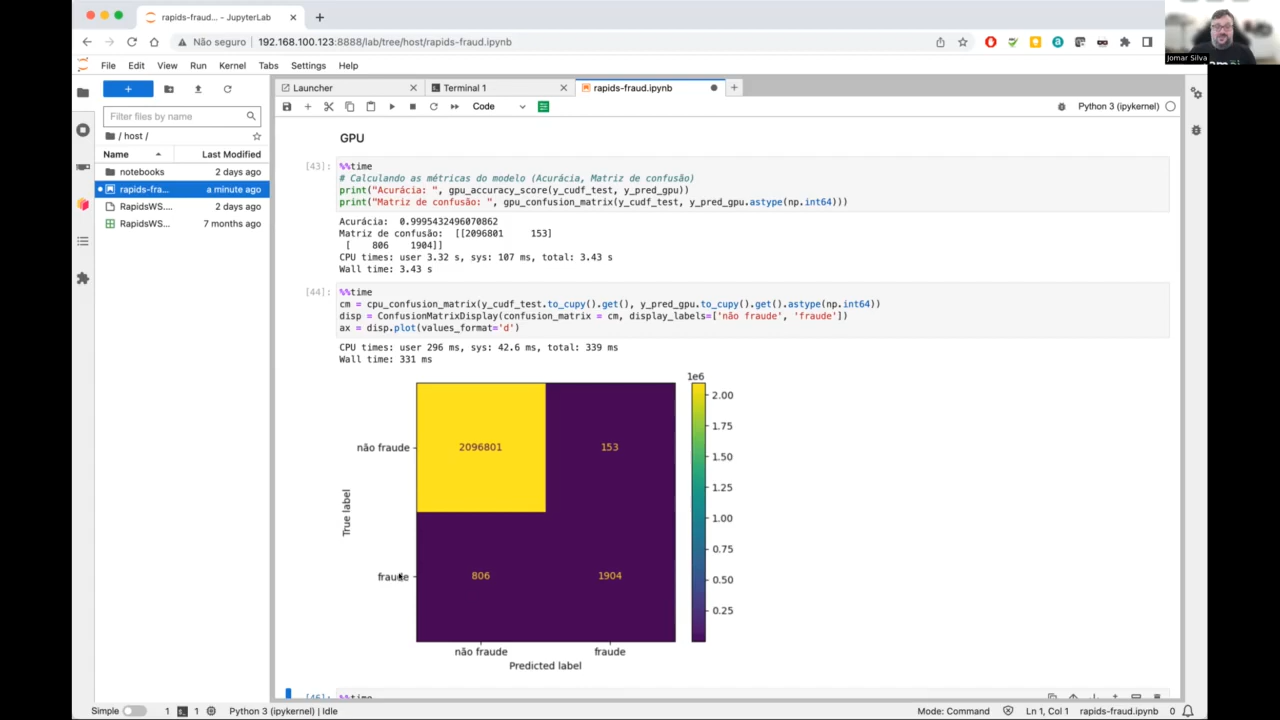 rapids-fraud... - JupyterLab
Não seguro
192.168.100.123:8888/lab/tree/host/rapids-fraud.ipynb
Jomar Silva
File Edit View Run Kernel Tabs Settings Help
Launcher
Terminal 1
rapids-fraud.ipynb
Code
Python 3 (ipykernel)
Filter files by name
/ host /
Name
Last Modified
notebooks 2 days ago
rapids-fra... a minute ago
RapidsWS.... 2 days ago
RapidsWS... 7 months ago
GPU
[43]:
%%time
# Calculando as métricas do modelo (Acurácia, Matriz de confusão)
print("Acurácia: ", gpu_accuracy_score(y_cudf_test, y_pred_gpu))
print("Matriz de confusão: ", gpu_confusion_matrix(y_cudf_test, y_pred_gpu.astype(np.int64)))
Acurácia:  0.9995432496070862
Matriz de confusão:  [[2096801     153]
 [    806    1904]]
CPU times: user 3.32 s, sys: 107 ms, total: 3.43 s
Wall time: 3.43 s
[44]:
%%time
cm = cpu_confusion_matrix(y_cudf_test.to_cupy().get(), y_pred_gpu.to_cupy().get().astype(np.int64))
disp = ConfusionMatrixDisplay(confusion_matrix = cm, display_labels=['não fraude', 'fraude'])
ax = disp.plot(values_format='d')
CPU times: user 296 ms, sys: 42.6 ms, total: 339 ms
Wall time: 331 ms
1e6
2.00
1.75
1.50
1.25
1.00
0.75
0.50
0.25
não fraude
2096801
153
True label
fraude
806
1904
não fraude
fraude
Predicted label
[46]:
%%time
Simple
1
1
Python 3 (ipykernel) | Idle
Mode: Command
Ln 1, Col 1
rapids-fraud.ipynb
0